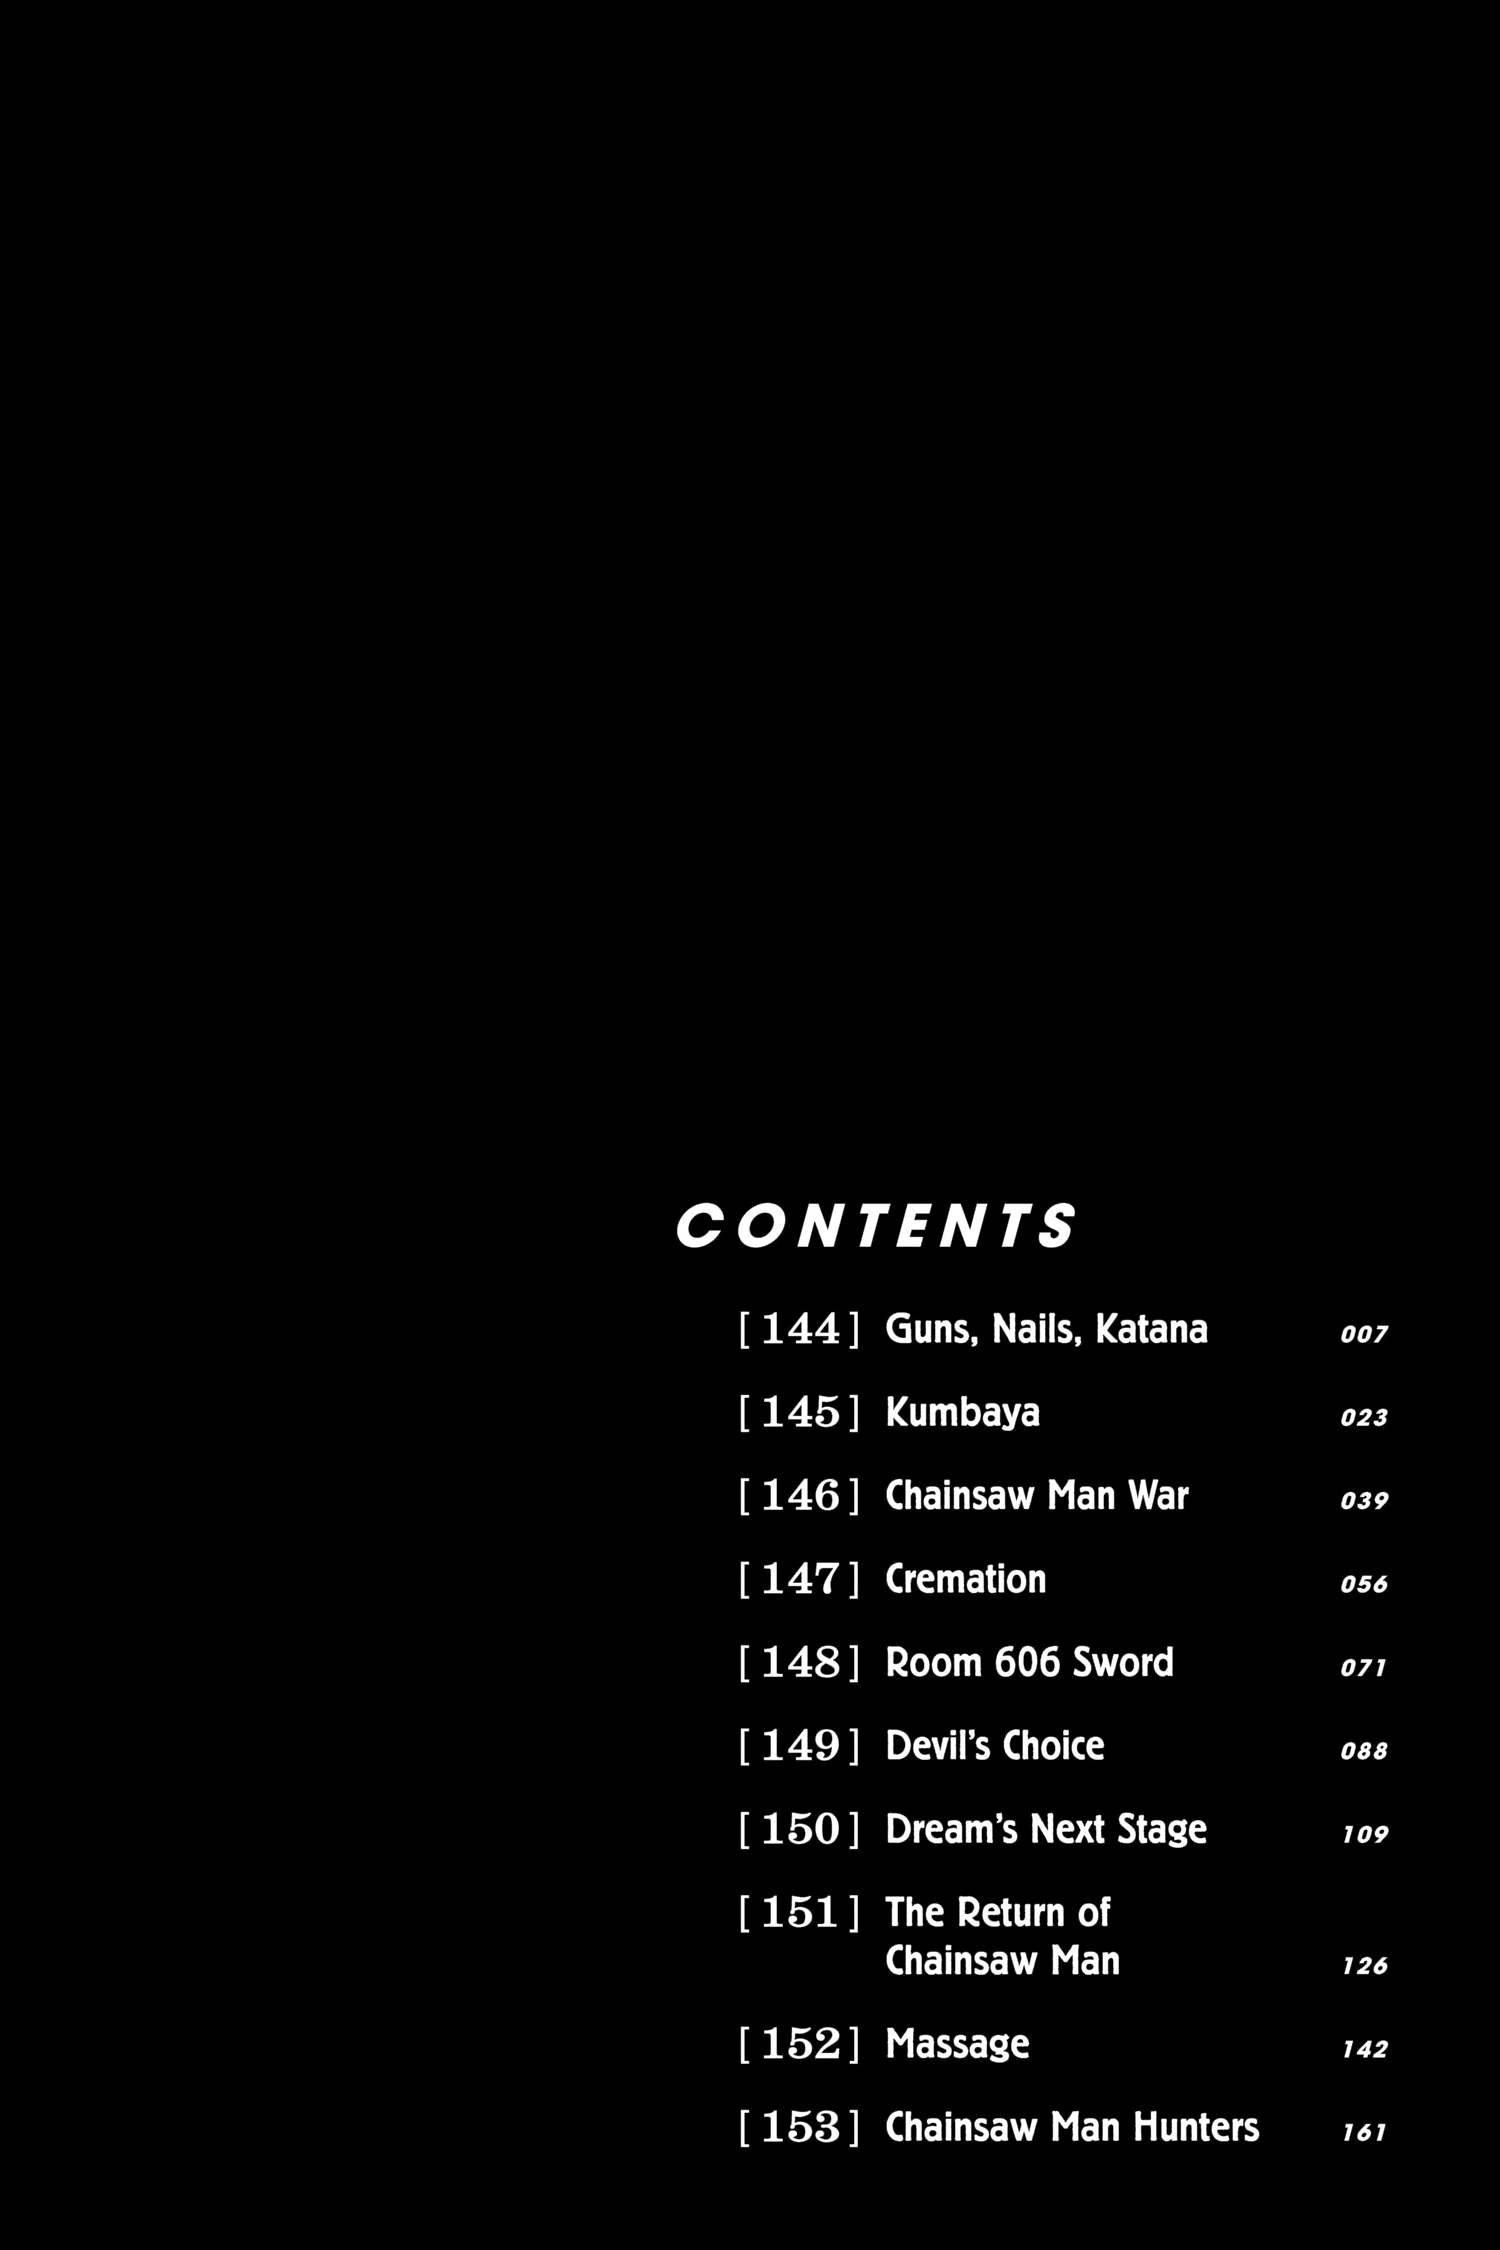 CONTENTS
[144] Guns, Nails, Katana 007
[145] Kumbaya 023
[146] Chainsaw Man War 039
[147] Cremation 056
[148] Room 606 Sword 071
[149] Devil's Choice 088
[150] Dream's Next Stage 109
[151] The Return of
Chainsaw Man 126
[152] Massage 142
[153] Chainsaw Man Hunters 161